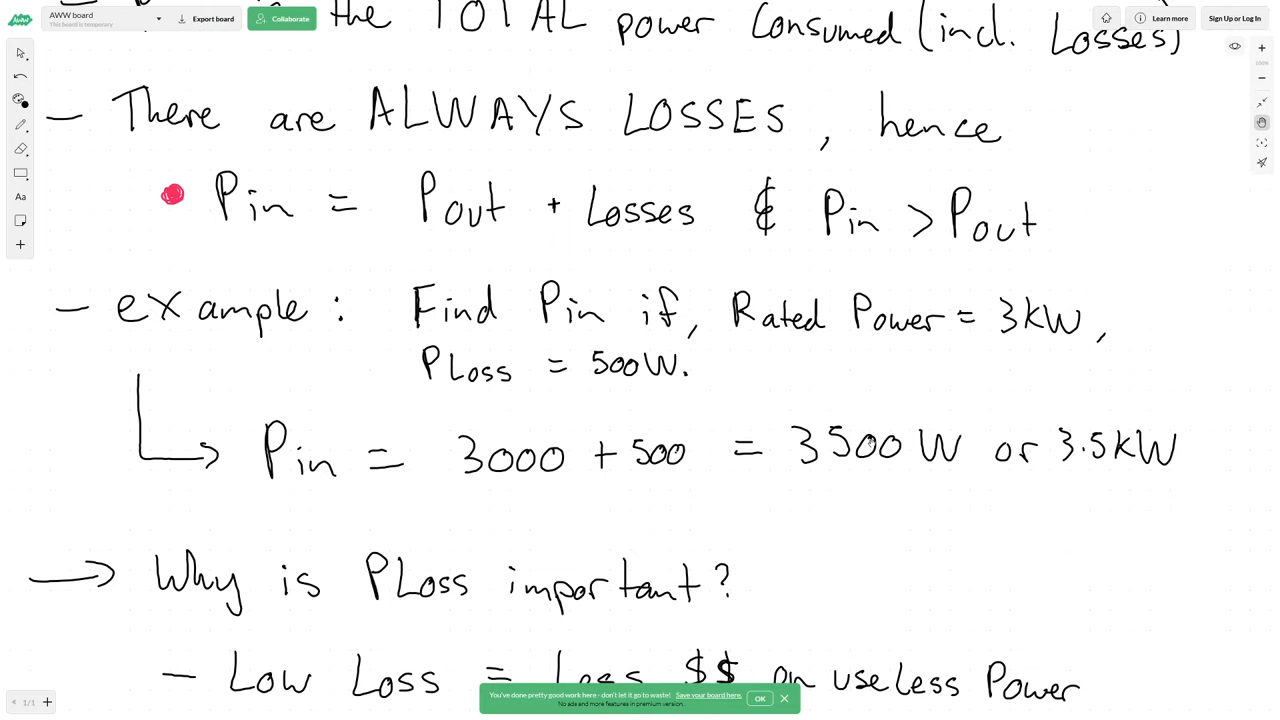 AWW board
This board is temporary
Export board
Collaborate
Learn more
Sign Up or Log In
the TOTAL power consumed (incl. Losses)
100%
— There are ALWAYS LOSSES, hence
Pin = Pout + Losses & Pin > Pout
Aa
— example: Find Pin if, Rated Power = 3kW,
PLoss = 500W.
Pin = 3000 + 500 = 3500 W or 3.5kW
→ Why is PLoss important?
— Low Loss = Less $$ on useless Power
You've done pretty good work here - don't let it go to waste! Save your board here.
No ads and more features in premium version.
OK
1/1